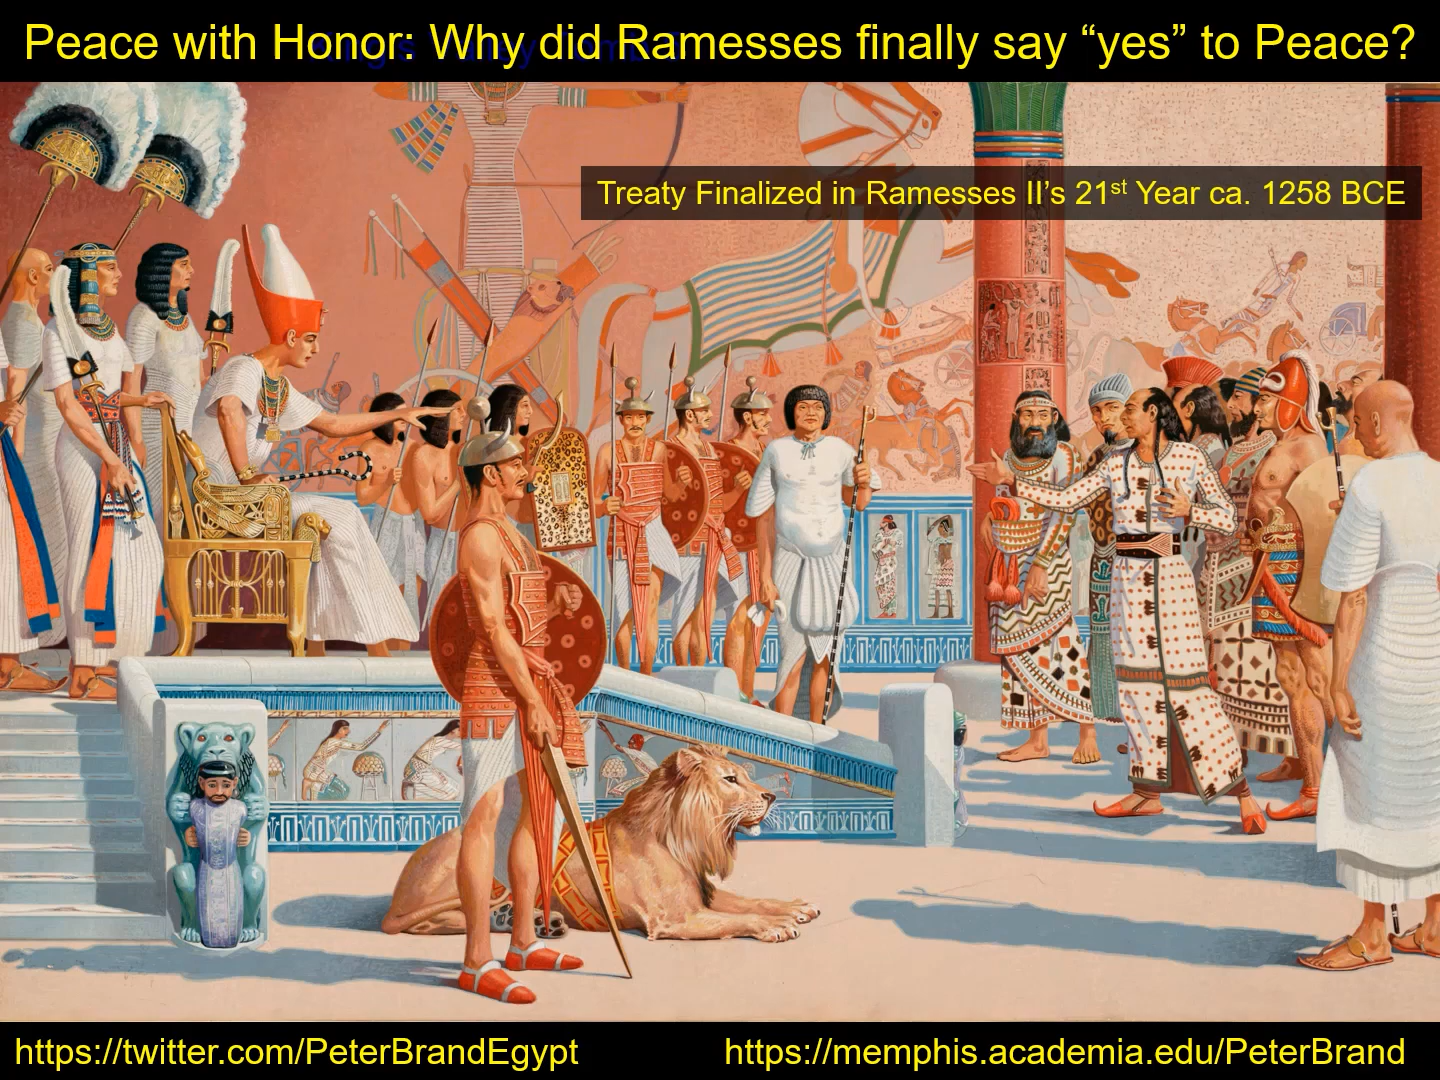 Peace with Honor: Why did Ramesses finally say “yes” to Peace?
Treaty Finalized in Ramesses II’s 21st Year ca. 1258 BCE
https://twitter.com/PeterBrandEgypt
https://memphis.academia.edu/PeterBrand